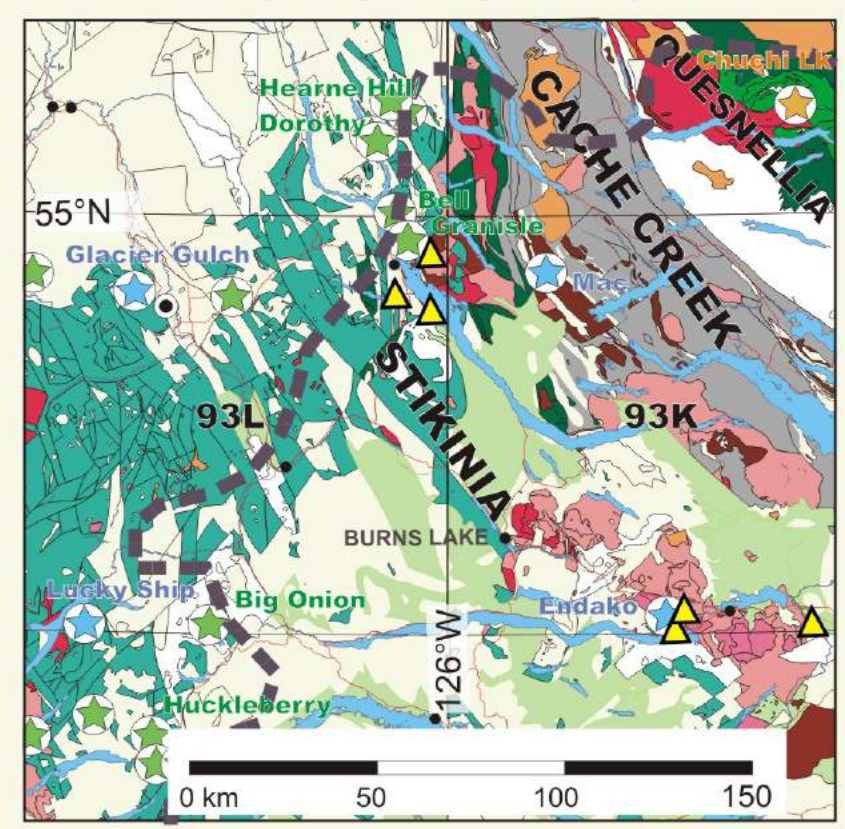 Chuchi Lk
QUESNELLIA
Hearne Hill
Dorothy
CACHE CREEK
55°N
Bell
Granisle
Glacier Gulch
Mac
STIKINIA
93L
93K
BURNS LAKE
Lucky Ship
Big Onion
Endako
126°W
Huckleberry
0 km 50 100 150